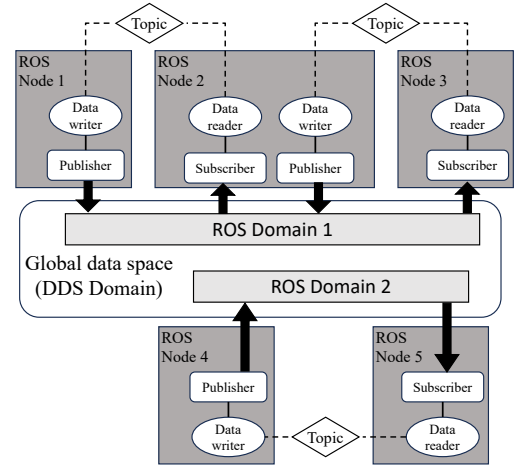 Topic
Topic
ROS
Node 1
ROS
Node 2
ROS
Node 3
Data
writer
Data
reader
Data
writer
Data
reader
Publisher
Subscriber
Publisher
Subscriber
ROS Domain 1
Global data space
(DDS Domain)
ROS Domain 2
ROS
Node 4
ROS
Node 5
Publisher
Subscriber
Data
writer
Topic
Data
reader